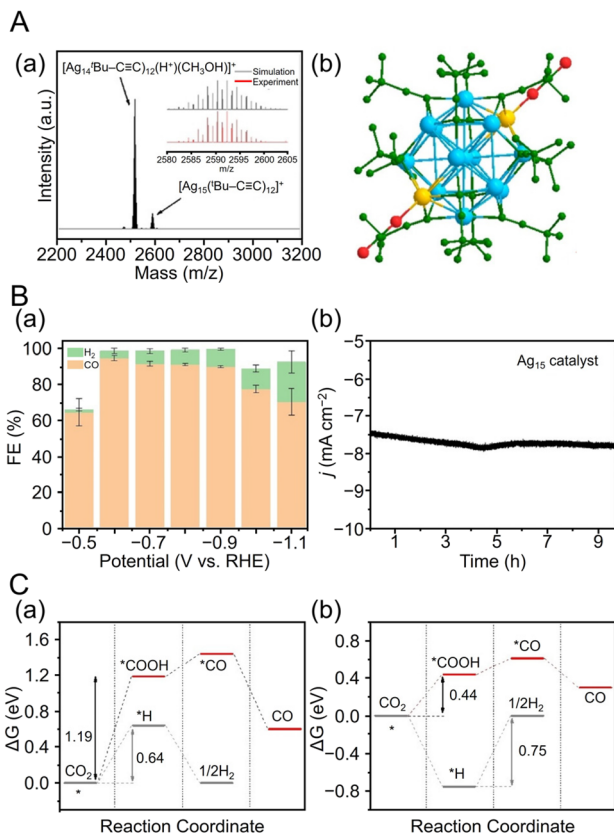 A
(a)
[Ag₁₄ᵗBu–C≡C)₁₂(H⁺)(CH₃OH)]⁺
Simulation
Experiment
2580 2590 2595 2605
m/z
[Ag₁₅(ᵗBu–C≡C)₁₂]⁺
Intensity (a.u.)
2200 2400 2600 2800 3000 3200
Mass (m/z)
(b)
B
(a)
100
80
60
40
20
0
H₂
CO
FE (%)
−0.5 −0.7 −0.9 −1.1
Potential (V vs. RHE)
(b)
−5
−6
−7
−8
−9
−10
Ag₁₅ catalyst
j (mA cm⁻²)
1 3 5 7 9
Time (h)
C
(a)
1.6
1.2
0.8
0.4
0.0
ΔG (eV)
*COOH
*CO
*H
1.19
0.64
CO
CO₂
*
1/2H₂
Reaction Coordinate
(b)
0.8
0.4
0.0
−0.4
−0.8
ΔG (eV)
*CO
*COOH
CO₂
0.44
CO
1/2H₂
*
0.75
*H
Reaction Coordinate